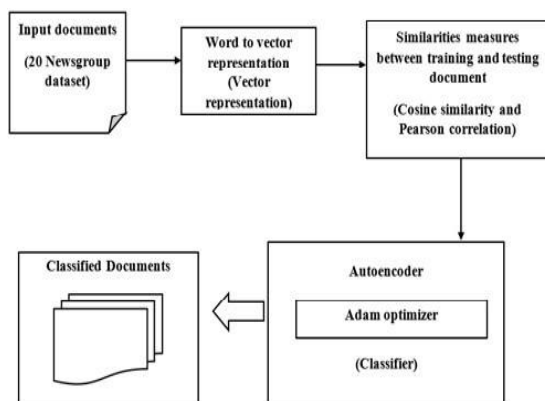 Input documents
(20 Newsgroup
dataset)
Word to vector
representation
(Vector
representation)
Similarities measures
between training and testing
document
(Cosine similarity and
Pearson correlation)
Classified Documents
Autoencoder
Adam optimizer
(Classifier)